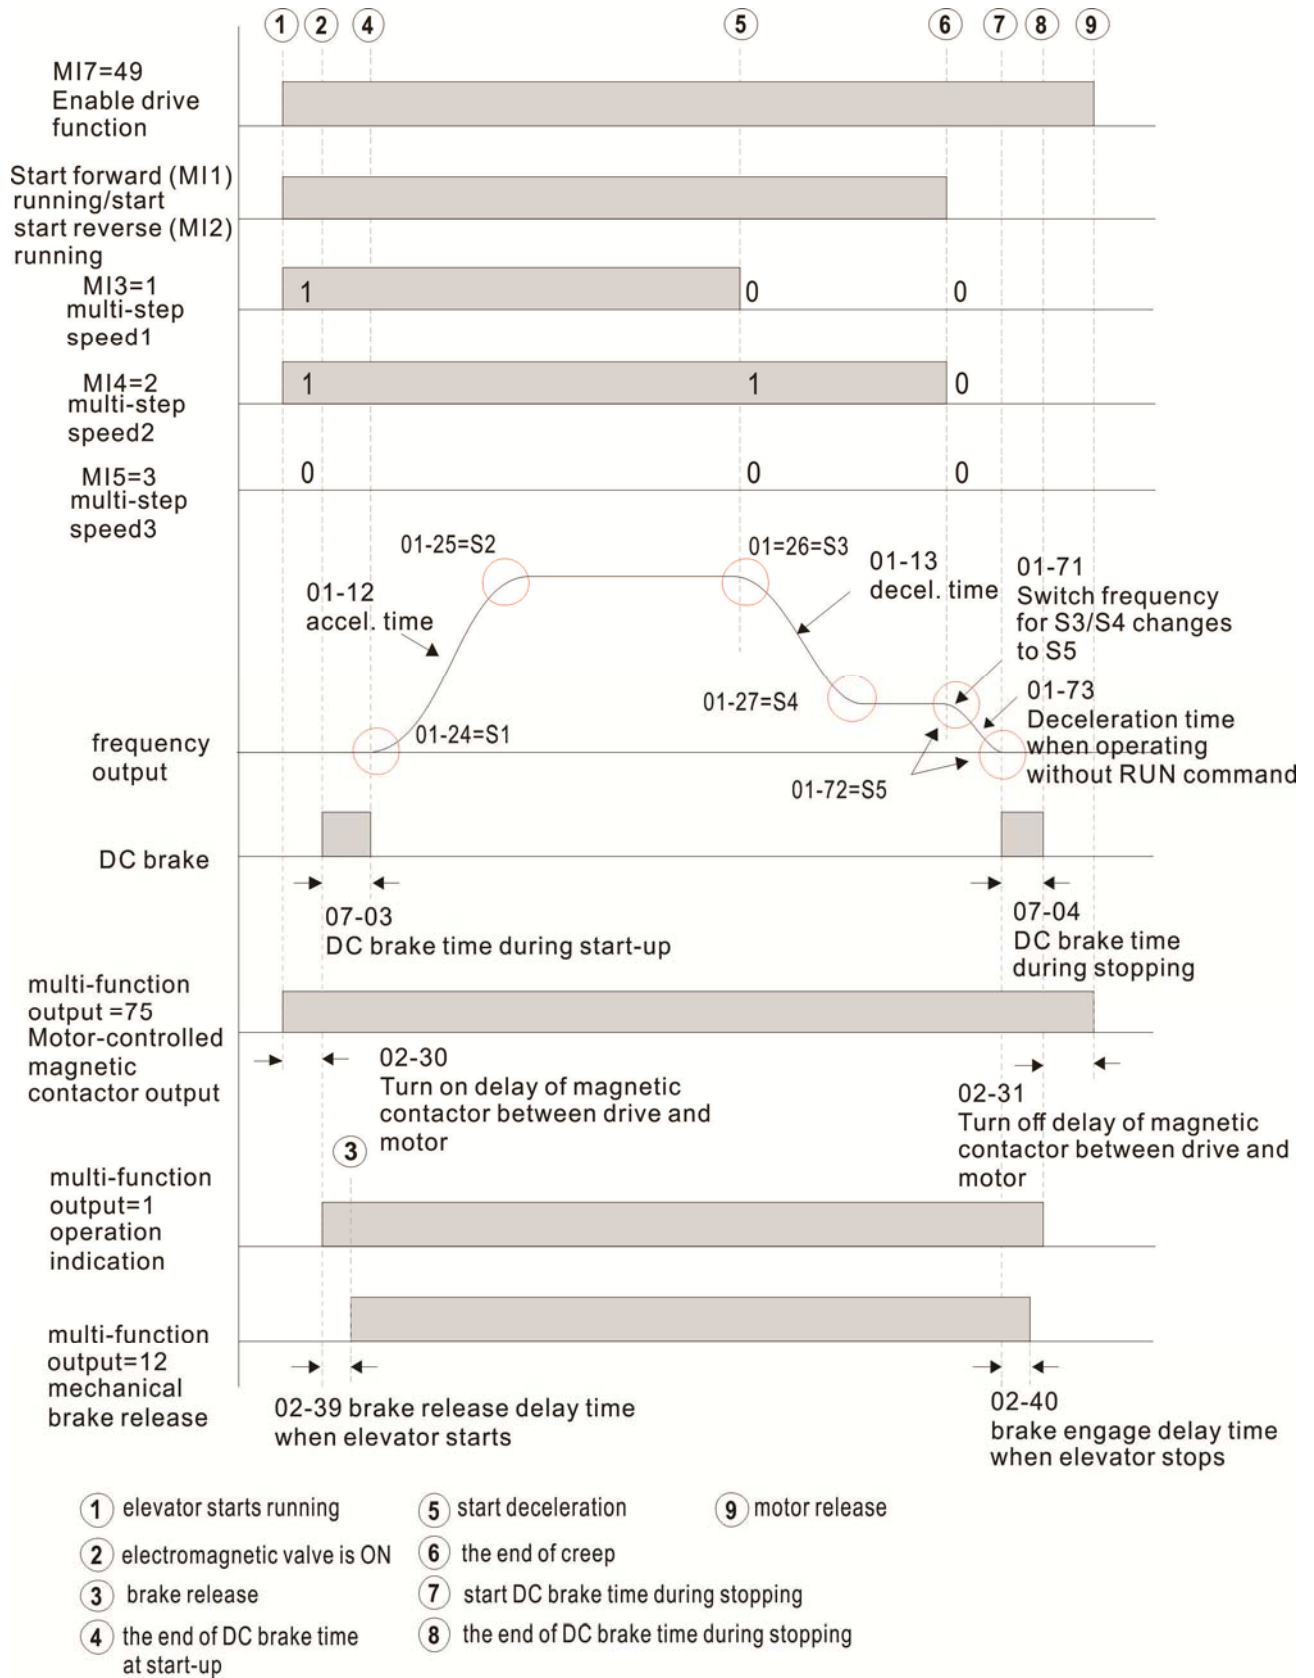 1 2 4 5 6 7 8 9
MI7=49
Enable drive
function
Start forward (MI1)
running/start
start reverse (MI2)
running
MI3=1
multi-step
speed1
1 0 0
MI4=2
multi-step
speed2
1 1 0
MI5=3
multi-step
speed3
0 0 0
01-25=S2
01=26=S3
01-12
accel. time
01-13
decel. time
01-71
Switch frequency
for S3/S4 changes
to S5
01-24=S1
01-27=S4
01-73
Deceleration time
when operating
without RUN command
01-72=S5
frequency
output
DC brake
07-03
DC brake time during start-up
07-04
DC brake time
during stopping
multi-function
output =75
Motor-controlled
magnetic
contactor output
02-30
Turn on delay of magnetic
contactor between drive and
motor
02-31
Turn off delay of magnetic
contactor between drive and
motor
3
multi-function
output=1
operation
indication
multi-function
output=12
mechanical
brake release
02-39 brake release delay time
when elevator starts
02-40
brake engage delay time
when elevator stops
1 elevator starts running
2 electromagnetic valve is ON
3 brake release
4 the end of DC brake time
at start-up
5 start deceleration
6 the end of creep
7 start DC brake time during stopping
8 the end of DC brake time during stopping
9 motor release